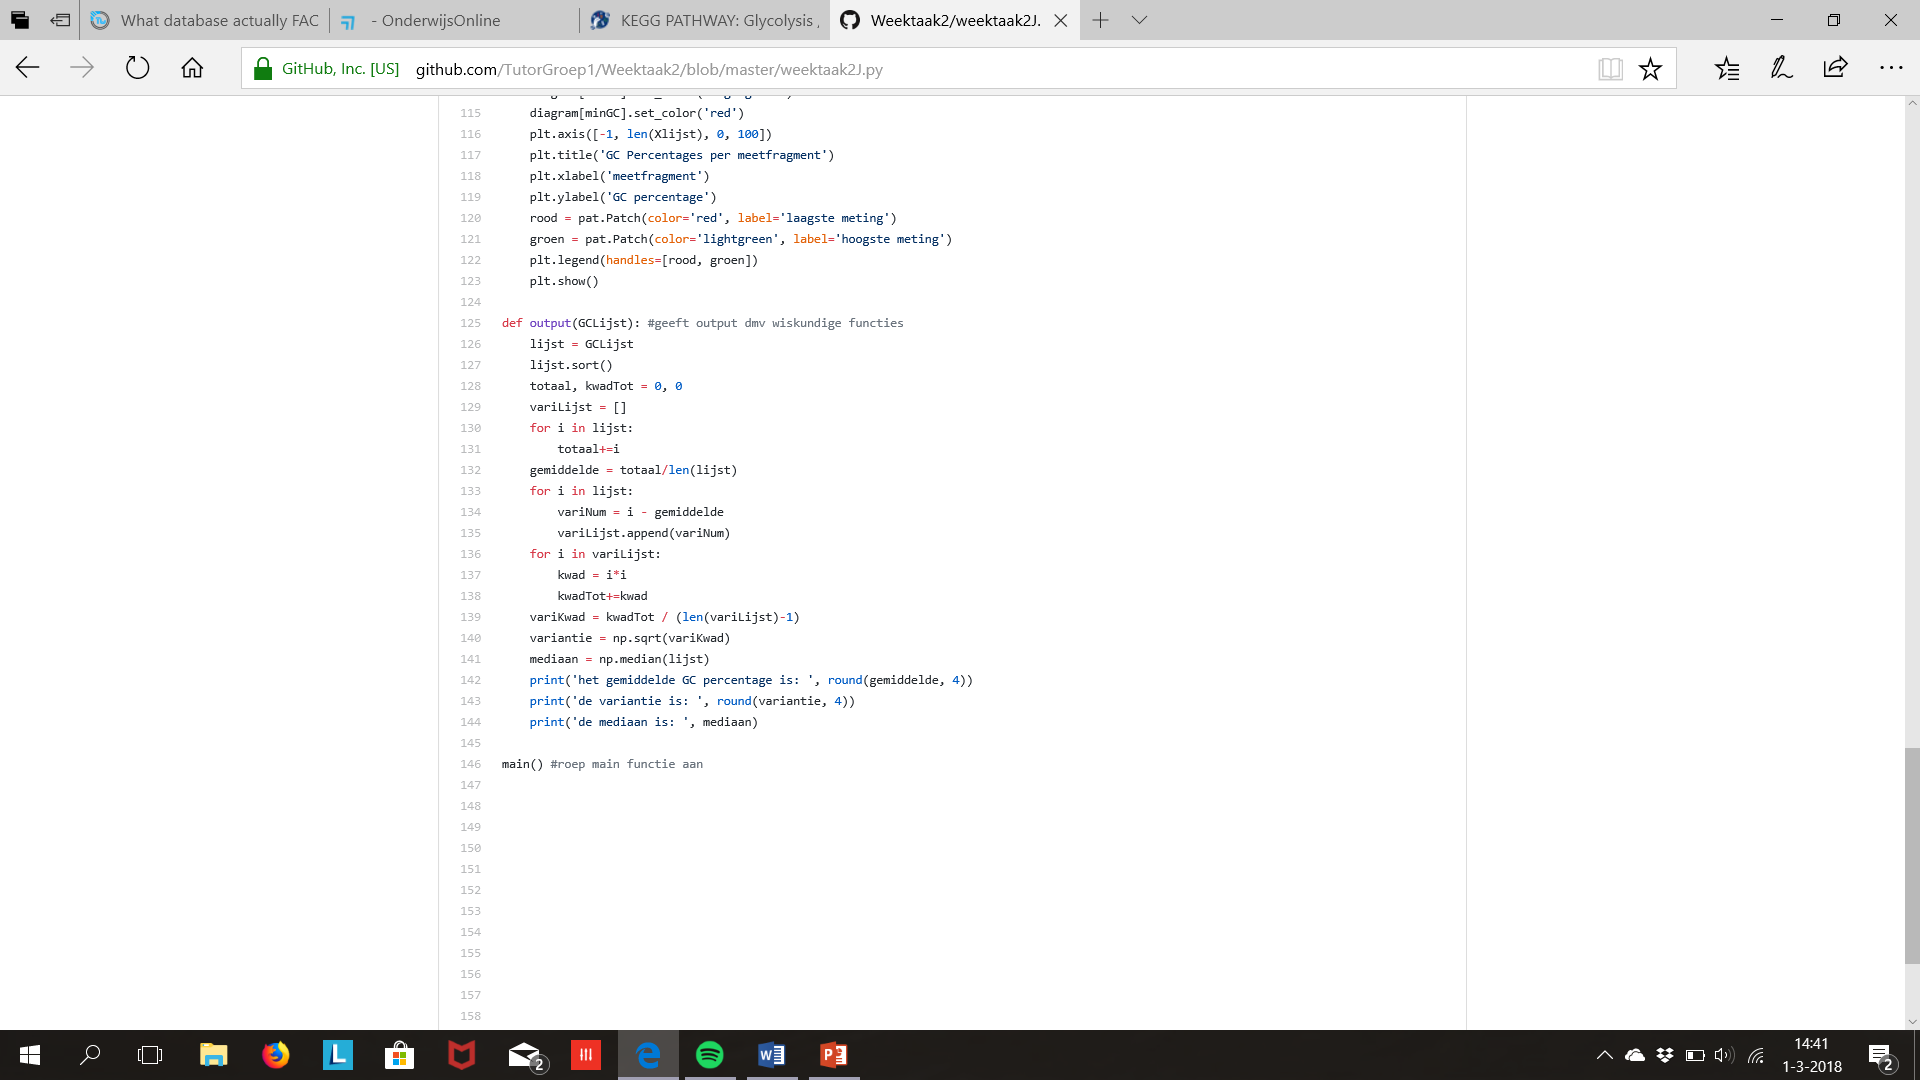 What database actually FAC
- OnderwijsOnline
KEGG PATHWAY: Glycolysis
Weektaak2/weektaak2J.
GitHub, Inc. [US]
github.com/TutorGroep1/Weektaak2/blob/master/weektaak2J.py
115 diagram[minGC].set_color('red')
116 plt.axis([-1, len(Xlijst), 0, 100])
117 plt.title('GC Percentages per meetfragment')
118 plt.xlabel('meetfragment')
119 plt.ylabel('GC percentage')
120 rood = pat.Patch(color='red', label='laagste meting')
121 groen = pat.Patch(color='lightgreen', label='hoogste meting')
122 plt.legend(handles=[rood, groen])
123 plt.show()
124
125 def output(GCLijst): #geeft output dmv wiskundige functies
126 lijst = GCLijst
127 lijst.sort()
128 totaal, kwadTot = 0, 0
129 variLijst = []
130 for i in lijst:
131 totaal+=i
132 gemiddelde = totaal/len(lijst)
133 for i in lijst:
134 variNum = i - gemiddelde
135 variLijst.append(variNum)
136 for i in variLijst:
137 kwad = i*i
138 kwadTot+=kwad
139 variKwad = kwadTot / (len(variLijst)-1)
140 variantie = np.sqrt(variKwad)
141 mediaan = np.median(lijst)
142 print('het gemiddelde GC percentage is: ', round(gemiddelde, 4))
143 print('de variantie is: ', round(variantie, 4))
144 print('de mediaan is: ', mediaan)
145
146 main() #roep main functie aan
147
148
149
150
151
152
153
154
155
156
157
158
L
2
14:41
1-3-2018
2